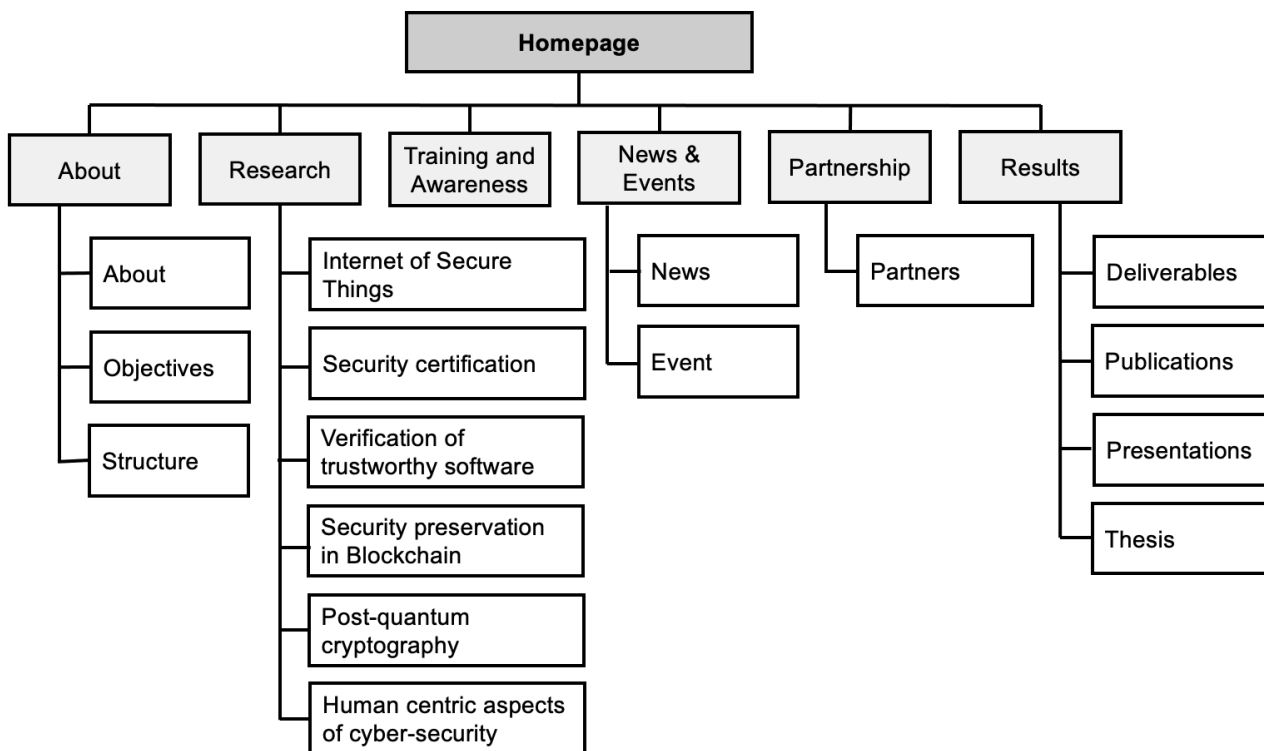 Homepage
About
Research
Training and
Awareness
News &
Events
Partnership
Results
About
Objectives
Structure
Internet of Secure
Things
Security certification
Verification of
trustworthy software
Security preservation
in Blockchain
Post-quantum
cryptography
Human centric aspects
of cyber-security
News
Event
Partners
Deliverables
Publications
Presentations
Thesis